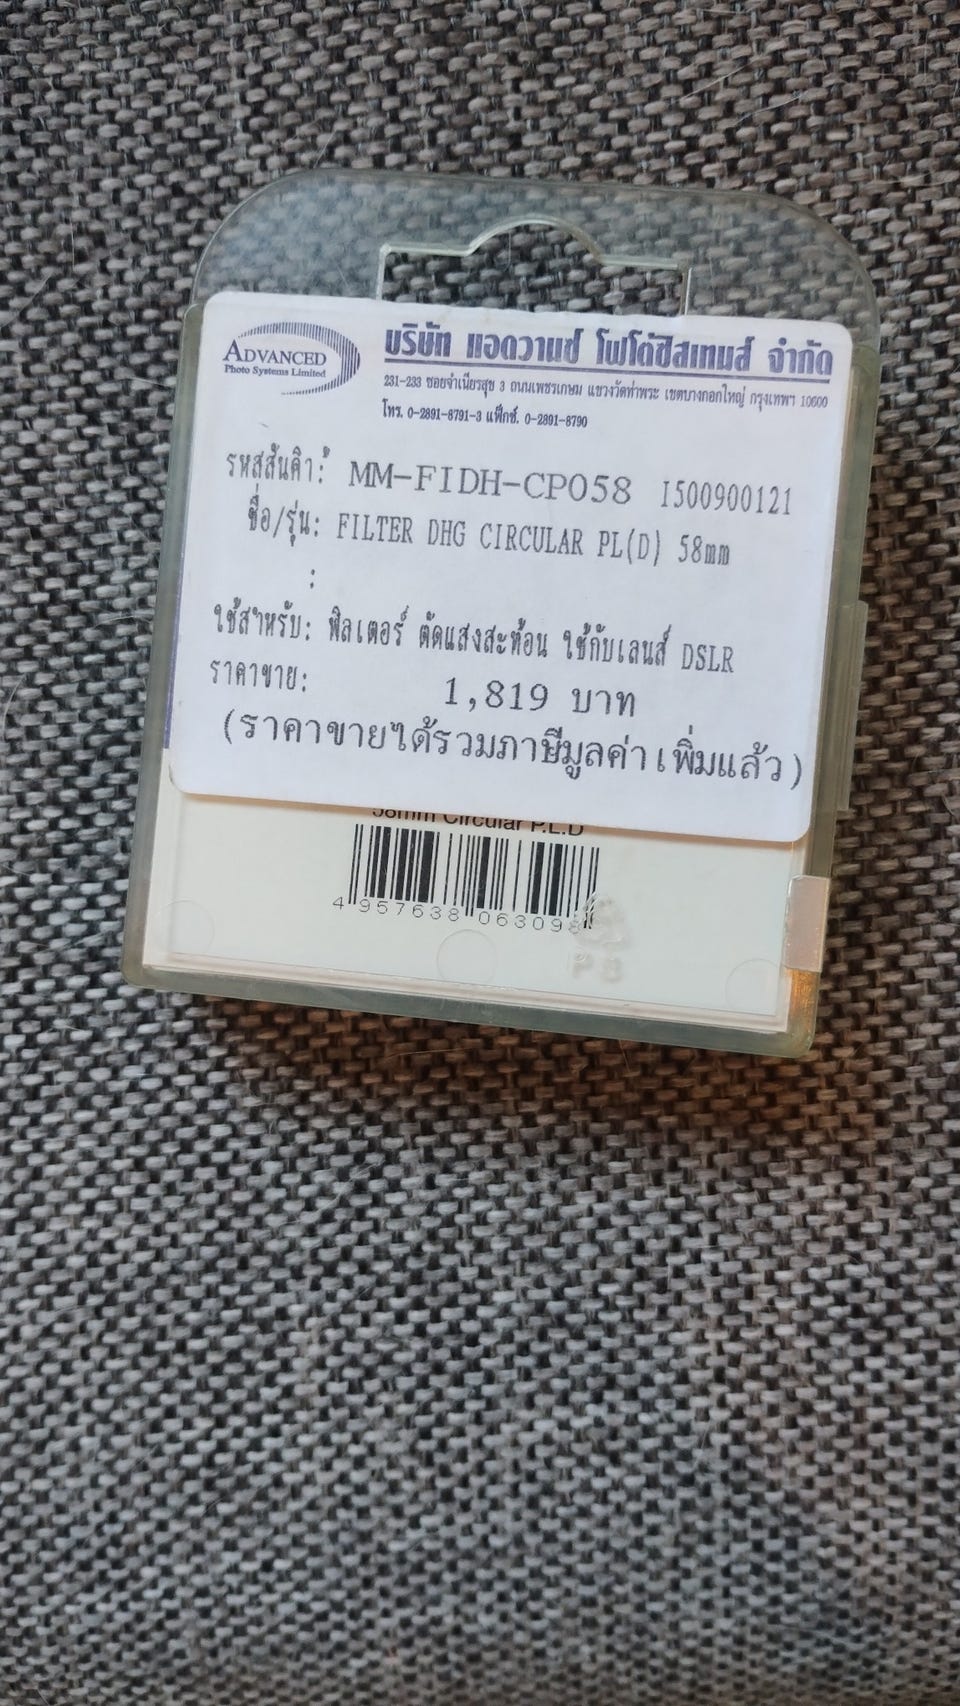 ADVANCED
Photo Systems Limited
บริษัท แอดวานซ์ โฟโต้ซิสเทมส์ จำกัด
231-233 ซอยจำเนียรสุข 3 ถนนเพชรเกษม แขวงวัดท่าพระ เขตบางกอกใหญ่ กรุงเทพฯ 10600
โทร. 0-2891-8791-3 แฟ็กซ์. 0-2891-8790
รหัสสินค้า: MM-FIDH-CP058 I500900121
ชื่อ/รุ่น: FILTER DHG CIRCULAR PL(D) 58mm
:
ใช้สำหรับ: ฟิลเตอร์ ตัดแสงสะท้อน ใช้กับเลนส์ DSLR
ราคาขาย: 1,819 บาท
(ราคาขายได้รวมภาษีมูลค่าเพิ่มแล้ว)
58mm Circular P.L.D
4 957638 063098
PS